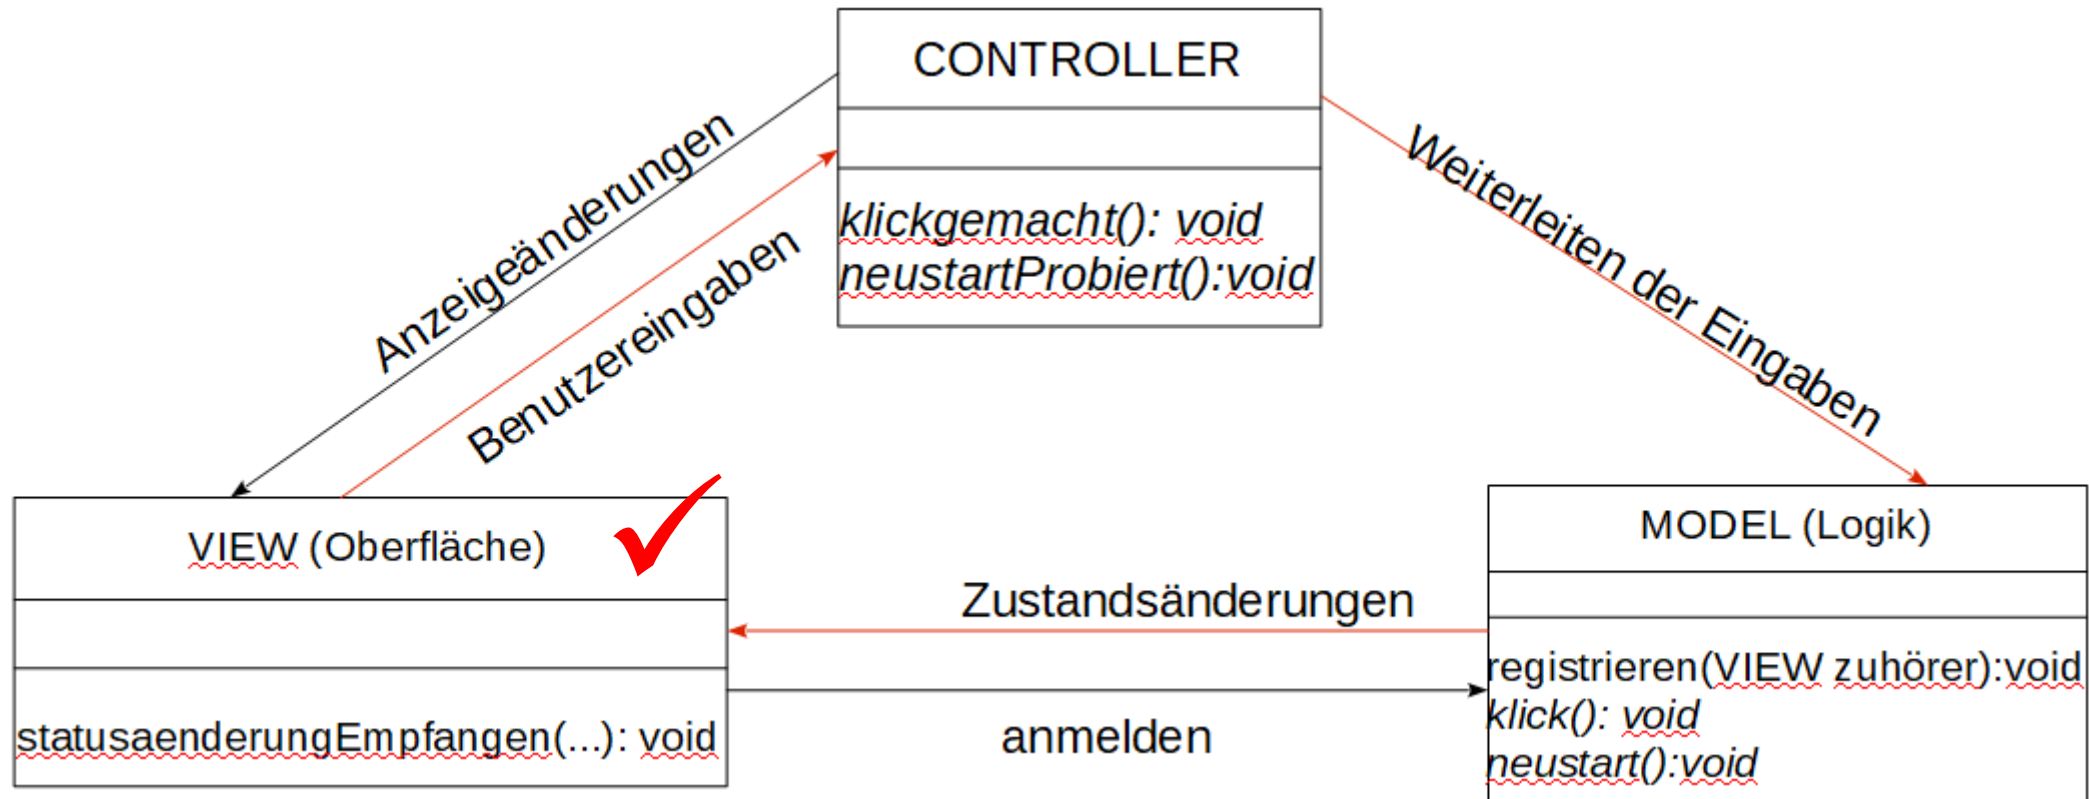 CONTROLLER
klickgemacht(): void
neustartProbiert():void
Anzeigeänderungen
Benutzereingaben
Weiterleiten der Eingaben
VIEW (Oberfläche)
statusaenderungEmpfangen(...): void
Zustandsänderungen
anmelden
MODEL (Logik)
registrieren(VIEW zuhörer):void
klick(): void
neustart():void